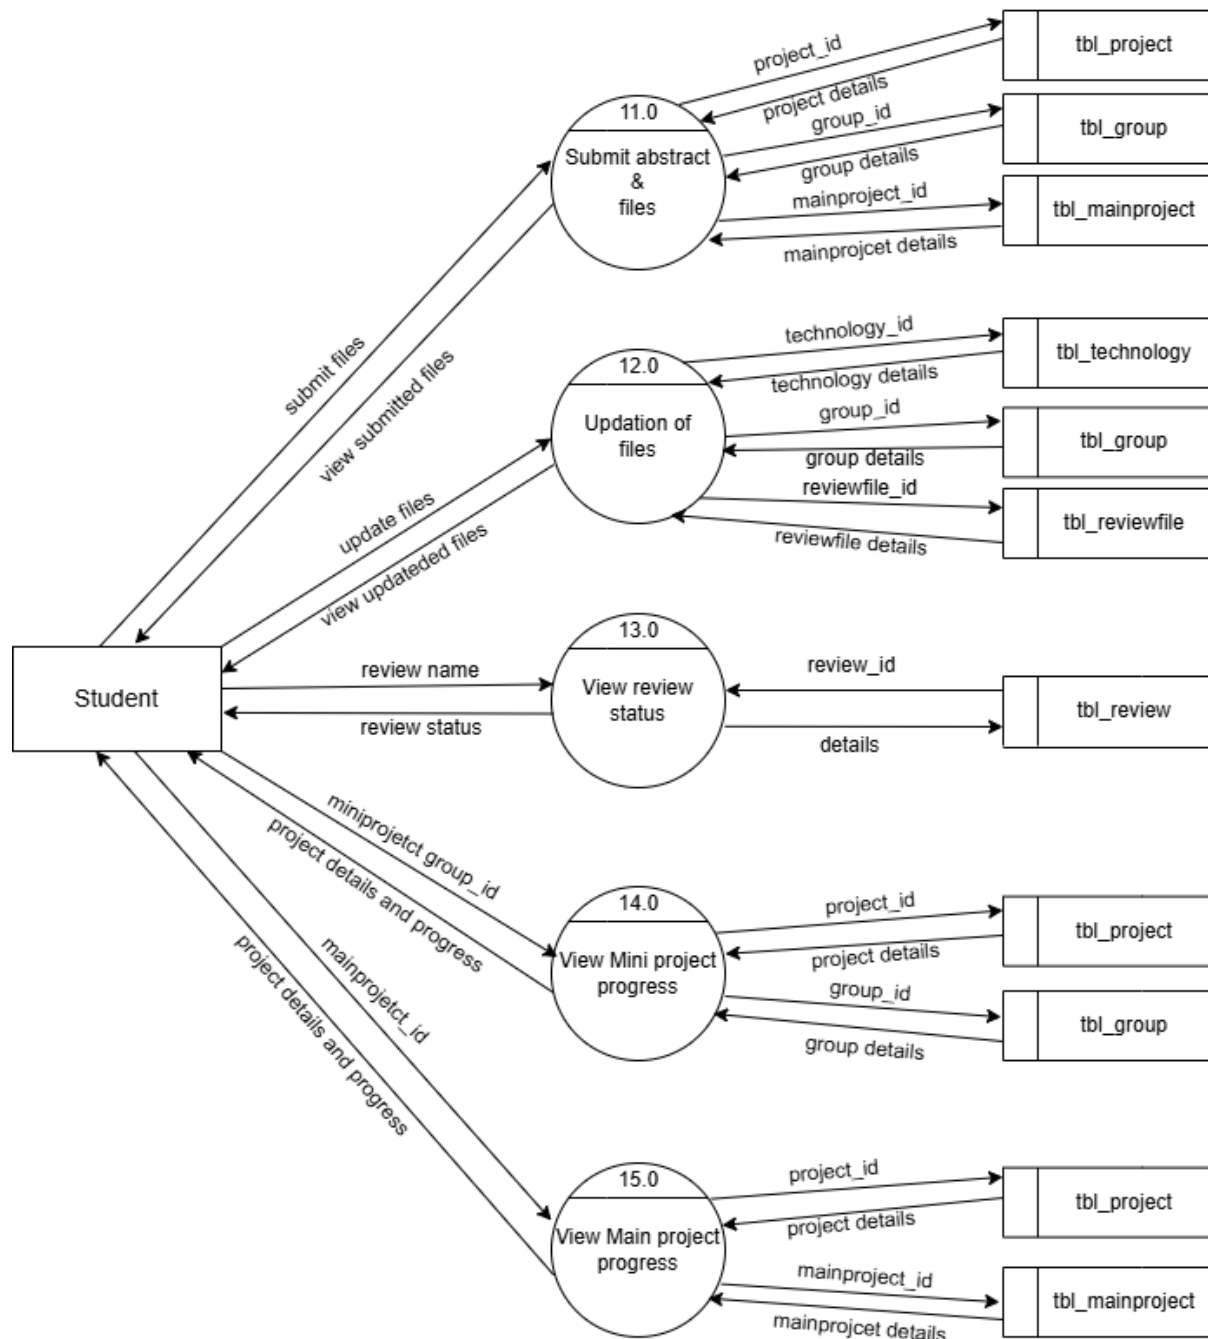 project_id
tbl_project
project details
11.0
Submit abstract
&
files
group_id
tbl_group
group details
mainproject_id
tbl_mainproject
mainprojcet details
submit files
view submitted files
technology_id
tbl_technology
technology details
12.0
Updation of
files
group_id
tbl_group
group details
reviewfile_id
tbl_reviewfile
reviewfile details
update files
view updateded files
Student
review name
review status
13.0
View review
status
review_id
tbl_review
details
miniprojetct group_id
project details and progress
14.0
View Mini project
progress
project_id
tbl_project
project details
group_id
tbl_group
group details
mainprojetct_id
project details and progress
15.0
View Main project
progress
project_id
tbl_project
project details
mainproject_id
tbl_mainproject
mainprojcet details